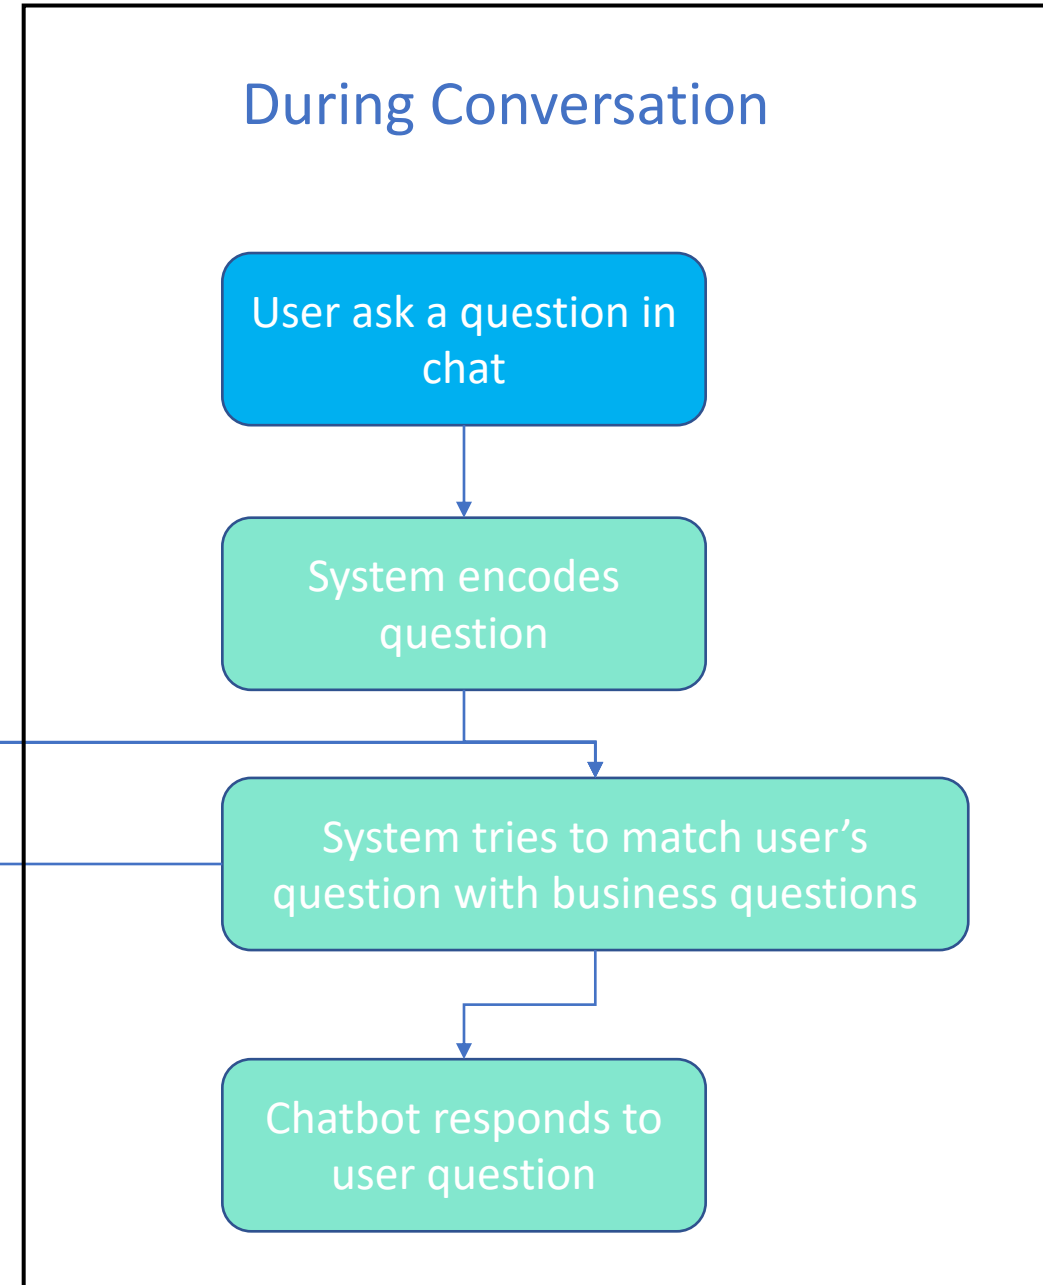 During Conversation
User ask a question in
chat
System encodes
question
System tries to match user’s
question with business questions
Chatbot responds to
user question